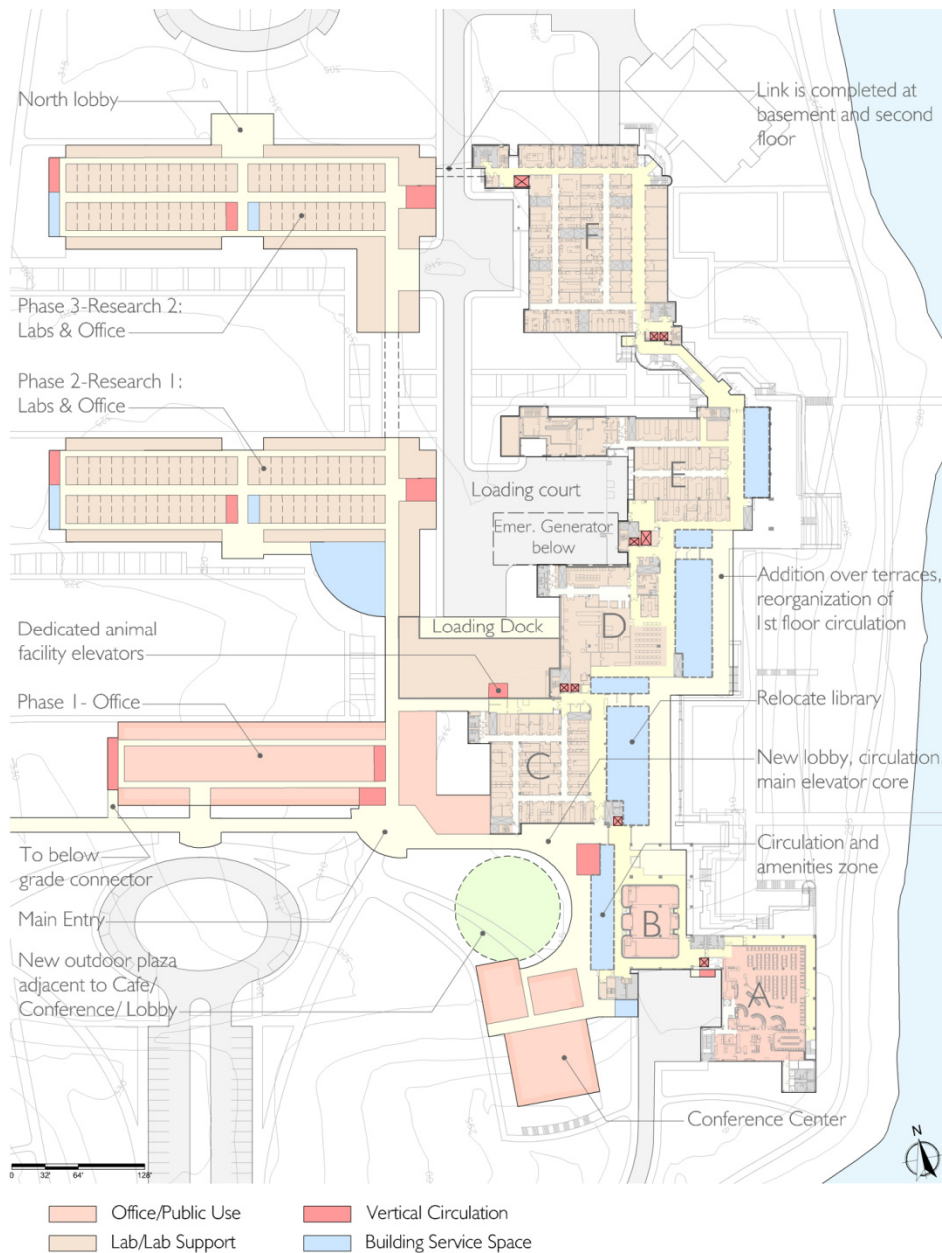 North lobby
Link is completed at
basement and second
floor
F
Phase 3-Research 2:
Labs & Office
Phase 2-Research 1:
Labs & Office
E
Loading court
Emer. Generator
below
Addition over terraces,
reorganization of
1st floor circulation
D
Loading Dock
Dedicated animal
facility elevators
Phase 1- Office
Relocate library
C
New lobby, circulation,
main elevator core
To below
grade connector
Circulation and
amenities zone
Main Entry
B
New outdoor plaza
adjacent to Cafe/
Conference/ Lobby
A
Conference Center
N
0 32' 64' 128'
Office/Public Use
Vertical Circulation
Lab/Lab Support
Building Service Space